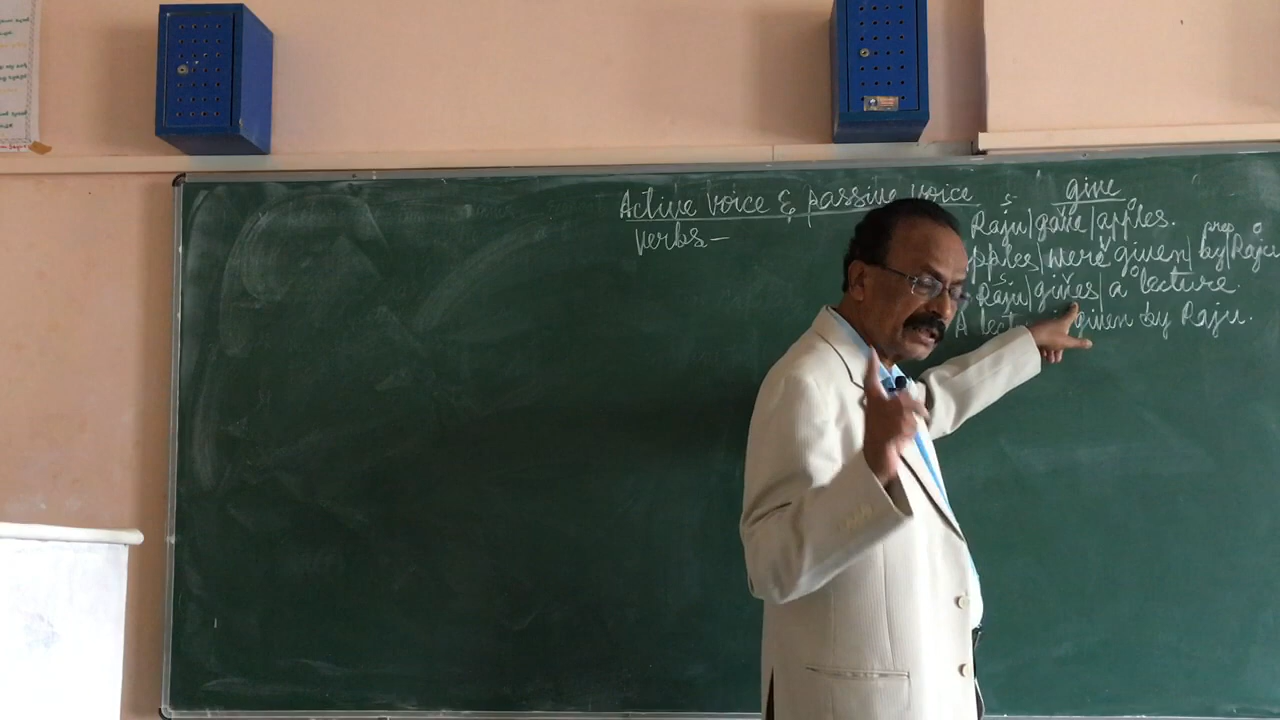 Active voice & passive voice
verbs –
give
S V O
Raju | gave | apples.
prep O
apples | were given | by | Raju
S V O
Raju | gives | a lecture.
A given by Raju.